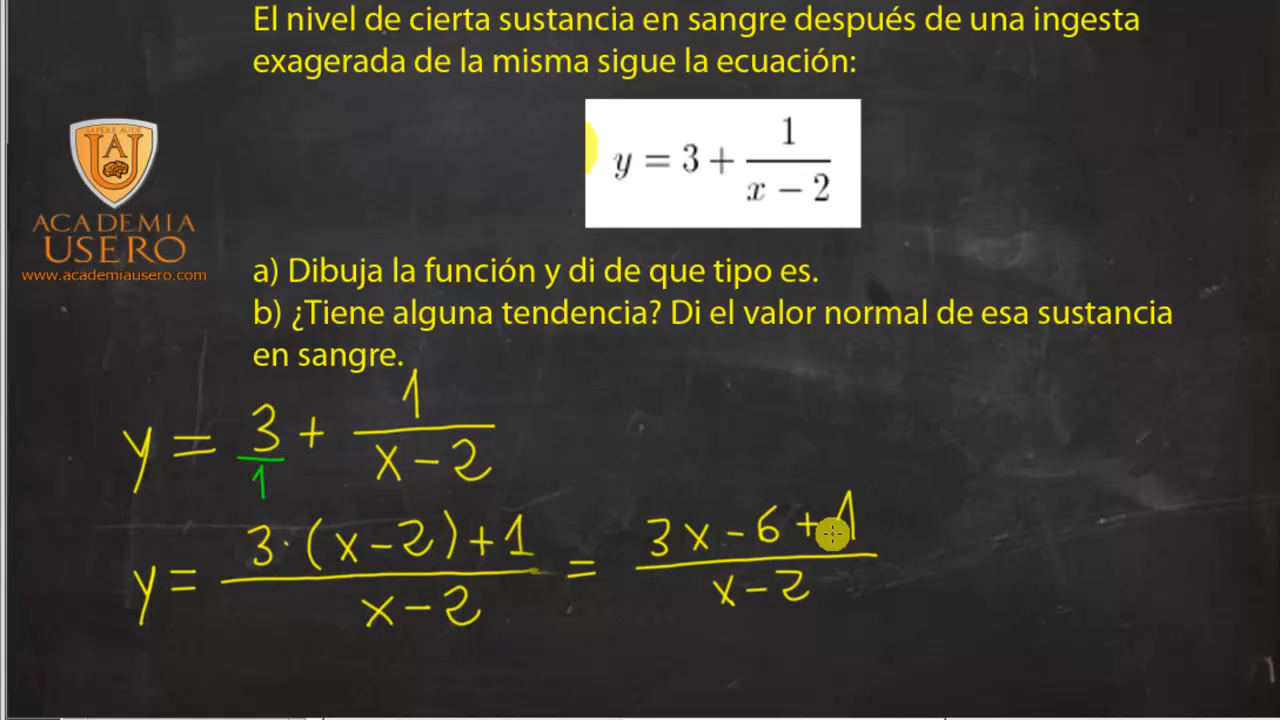 El nivel de cierta sustancia en sangre después de una ingesta
exagerada de la misma sigue la ecuación:
y = 3 + 1/(x − 2)
SAPERE AUDE
UA
ACADEMIA
USERO
www.academiausero.com
a) Dibuja la función y di de que tipo es.
b) ¿Tiene alguna tendencia? Di el valor normal de esa sustancia
en sangre.
y = 3/1 + 1/(x − 2)
y = (3·(x−2)+1)/(x−2) = (3x−6+1)/(x−2)